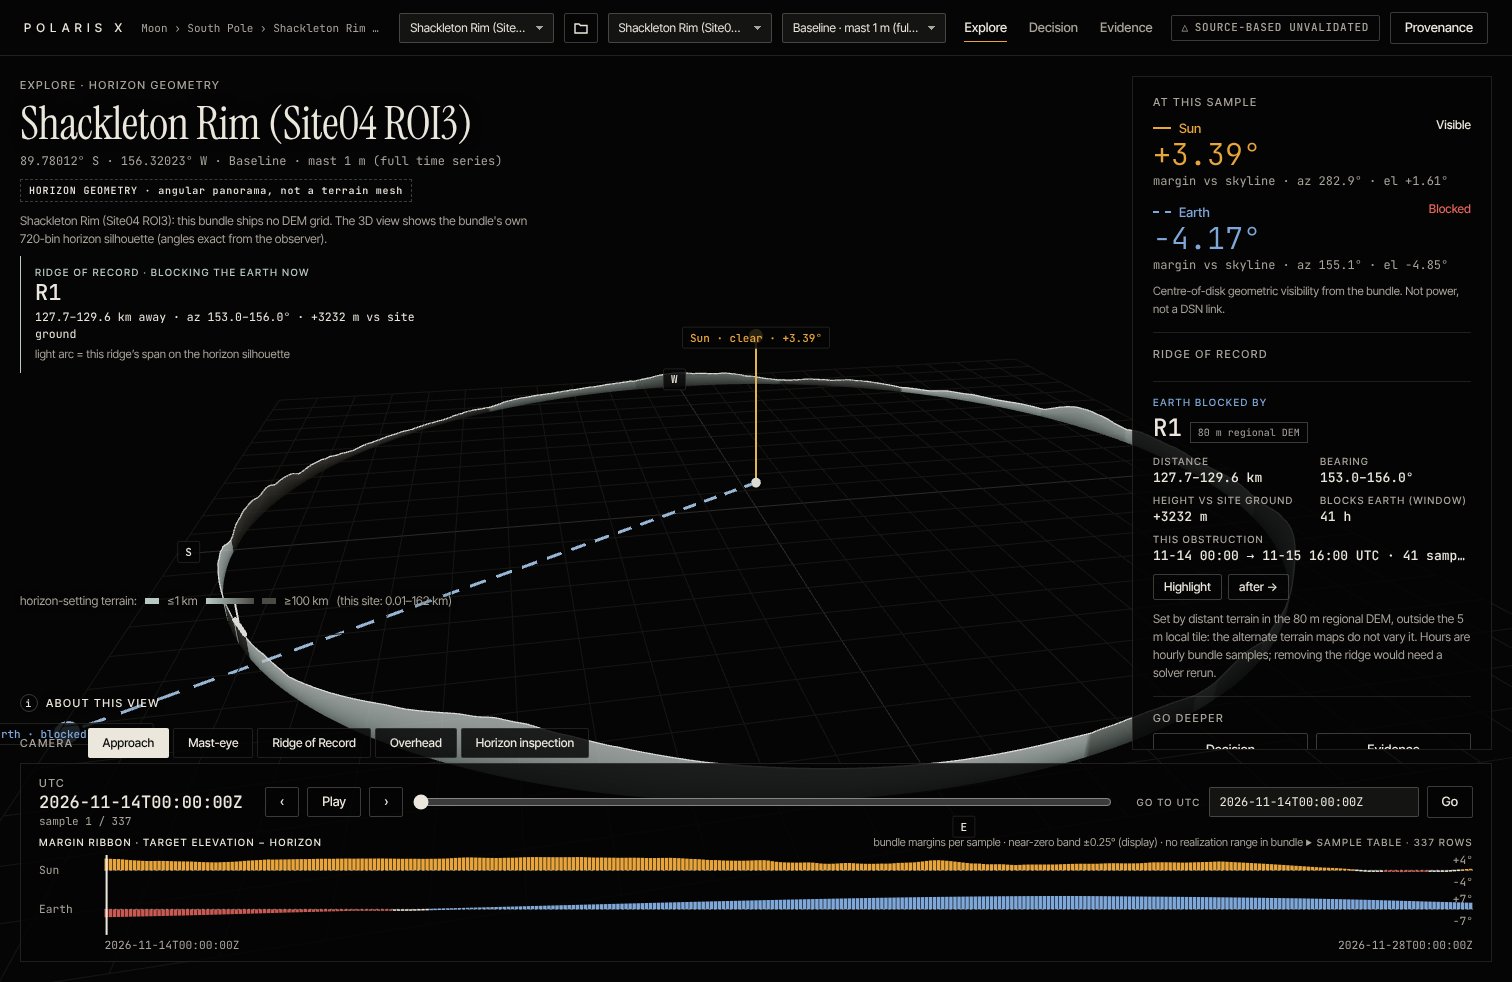 POLARIS X
Moon › South Pole › Shackleton Rim …
Shackleton Rim (Site…
Shackleton Rim (Site0…
Baseline · mast 1 m (ful…
Explore
Decision
Evidence
△ SOURCE-BASED UNVALIDATED
Provenance
EXPLORE · HORIZON GEOMETRY
Shackleton Rim (Site04 ROI3)
89.78012° S · 156.32023° W · Baseline · mast 1 m (full time series)
HORIZON GEOMETRY · angular panorama, not a terrain mesh
Shackleton Rim (Site04 ROI3): this bundle ships no DEM grid. The 3D view shows the bundle's own
720-bin horizon silhouette (angles exact from the observer).
RIDGE OF RECORD · BLOCKING THE EARTH NOW
R1
127.7–129.6 km away · az 153.0–156.0° · +3232 m vs site
ground
light arc = this ridge's span on the horizon silhouette
Sun · clear · +3.39°
W
S
horizon-setting terrain:
≤1 km
≥100 km
(this site: 0.01–162 km)
i
ABOUT THIS VIEW
rth · blocked
CAMERA
Approach
Mast-eye
Ridge of Record
Overhead
Horizon inspection
AT THIS SAMPLE
Sun
Visible
+3.39°
margin vs skyline · az 282.9° · el +1.61°
Earth
Blocked
-4.17°
margin vs skyline · az 155.1° · el -4.85°
Centre-of-disk geometric visibility from the bundle. Not power,
not a DSN link.
RIDGE OF RECORD
EARTH BLOCKED BY
R1
80 m regional DEM
DISTANCE
BEARING
127.7–129.6 km
153.0–156.0°
HEIGHT VS SITE GROUND
BLOCKS EARTH (WINDOW)
+3232 m
41 h
THIS OBSTRUCTION
11-14 00:00 → 11-15 16:00 UTC · 41 samp…
Highlight
after →
Set by distant terrain in the 80 m regional DEM, outside the 5
m local tile: the alternate terrain maps do not vary it. Hours are
hourly bundle samples; removing the ridge would need a
solver rerun.
GO DEEPER
Decision
Evidence
UTC
2026-11-14T00:00:00Z
sample 1 / 337
‹
Play
›
GO TO UTC
2026-11-14T00:00:00Z
Go
E
MARGIN RIBBON · TARGET ELEVATION − HORIZON
bundle margins per sample · near-zero band ±0.25° (display) · no realization range in bundle
▶ SAMPLE TABLE · 337 ROWS
Sun
+4°
-4°
Earth
+7°
-7°
2026-11-14T00:00:00Z
2026-11-28T00:00:00Z